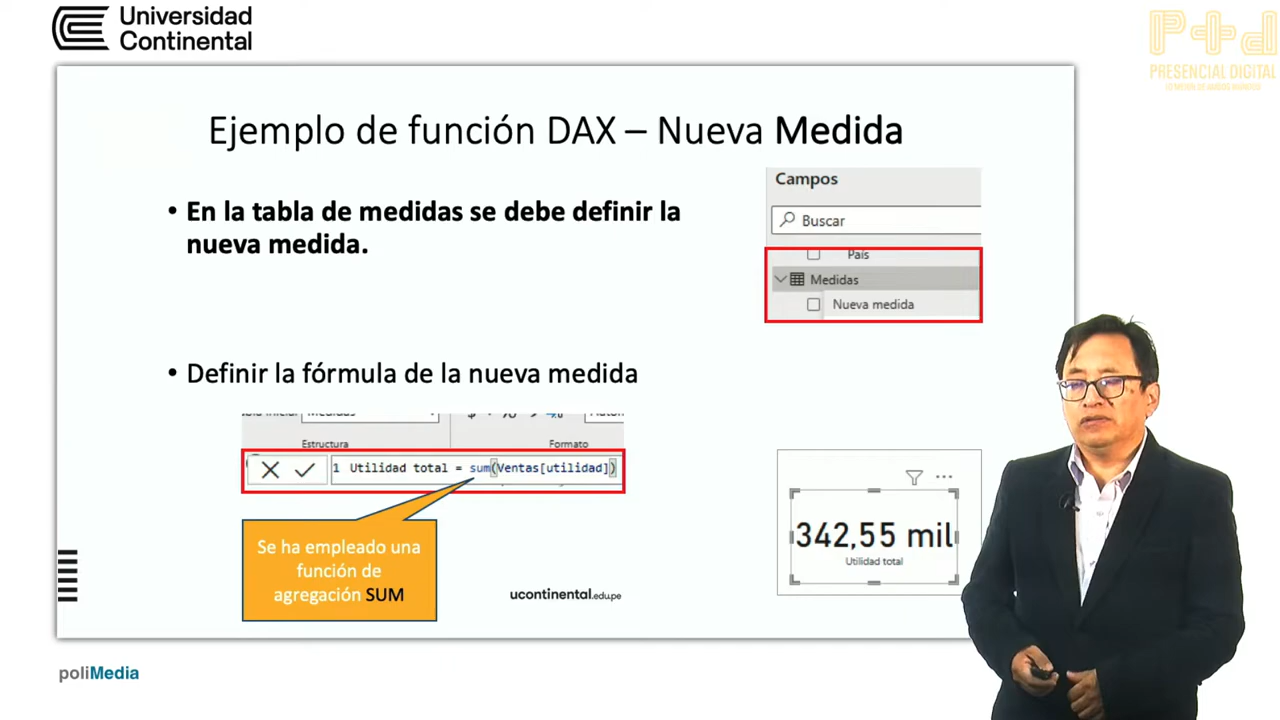 Universidad
Continental
P+d
PRESENCIAL DIGITAL
Ejemplo de función DAX – Nueva Medida
• En la tabla de medidas se debe definir la
nueva medida.
Campos
Buscar
País
Medidas
Nueva medida
• Definir la fórmula de la nueva medida
Medidas
Estructura
Formato
1 Utilidad total = sum(Ventas[utilidad])
Se ha empleado una
función de
agregación SUM
ucontinental.edu.pe
342,55 mil
Utilidad total
poliMedia